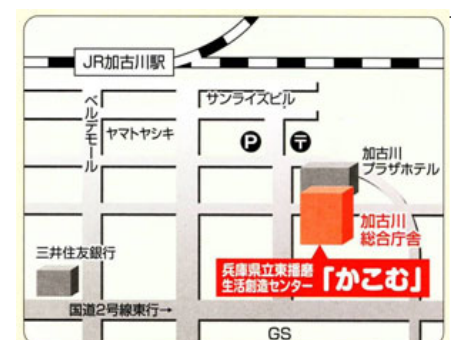 JR加古川駅
サンライズビル
ベルデモール
ヤマトヤシキ
P
〒
加古川
プラザホテル
加古川
総合庁舎
三井住友銀行
兵庫県立東播磨
生活創造センター「かこむ」
国道2号線東行→
GS